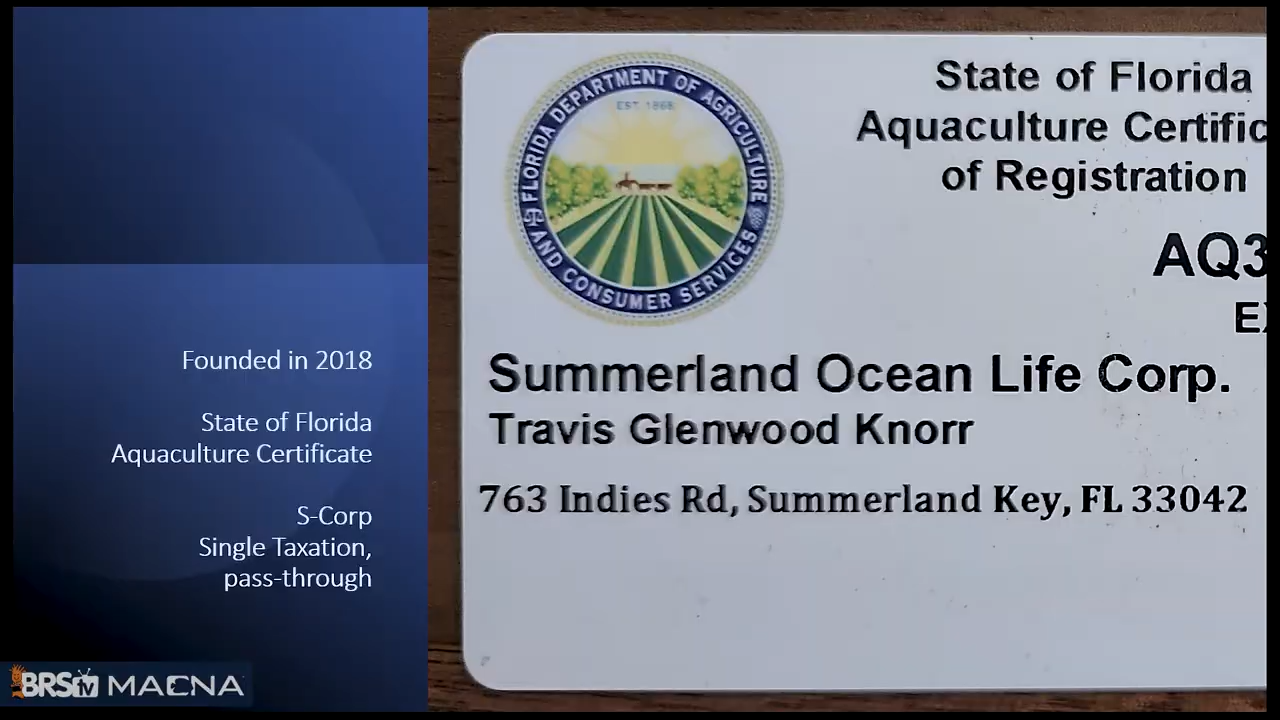 Founded in 2018
State of Florida
Aquaculture Certificate
S-Corp
Single Taxation,
pass-through
BRStv MACNA
FLORIDA DEPARTMENT OF AGRICULTURE
AND CONSUMER SERVICES
EST. 1868
State of Florida
Aquaculture Certific
of Registration
AQ3
EX
Summerland Ocean Life Corp.
Travis Glenwood Knorr
763 Indies Rd, Summerland Key, FL 33042